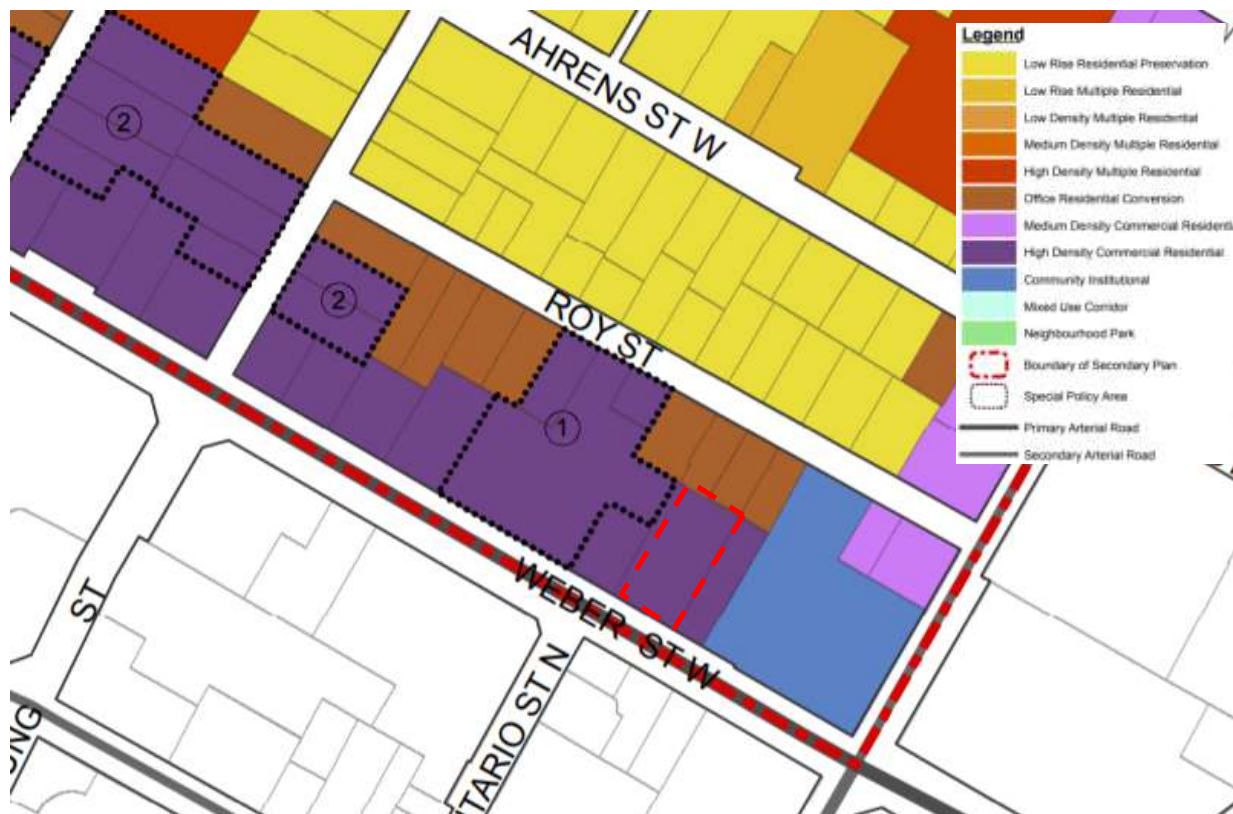 AHRENS ST W
2
2
ROY ST
1
WEBER ST W
ST
TARIO ST N
Legend
Low Rise Residential Preservation
Low Rise Multiple Residential
Low Density Multiple Residential
Medium Density Multiple Residential
High Density Multiple Residential
Office Residential Conversion
Medium Density Commercial Residenti
High Density Commercial Residential
Community Institutional
Mixed Use Corridor
Neighbourhood Park
Boundary of Secondary Plan
Special Policy Area
Primary Arterial Road
Secondary Arterial Road